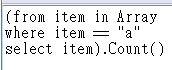 (from item in Array
where item == "a"
select item).Count()